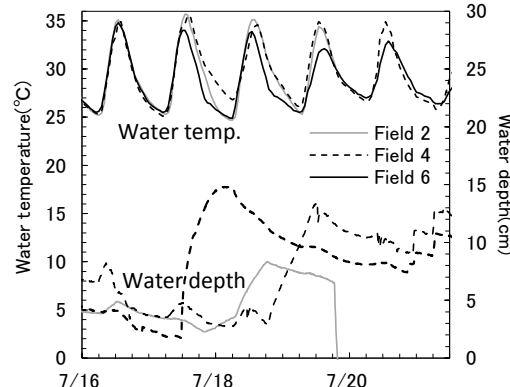 35
30
25
20
15
10
5
0
Water temperature(℃)
30
25
20
15
10
5
0
Water depth(cm)
Water temp.
Field 2
Field 4
Field 6
Water depth
7/16
7/18
7/20